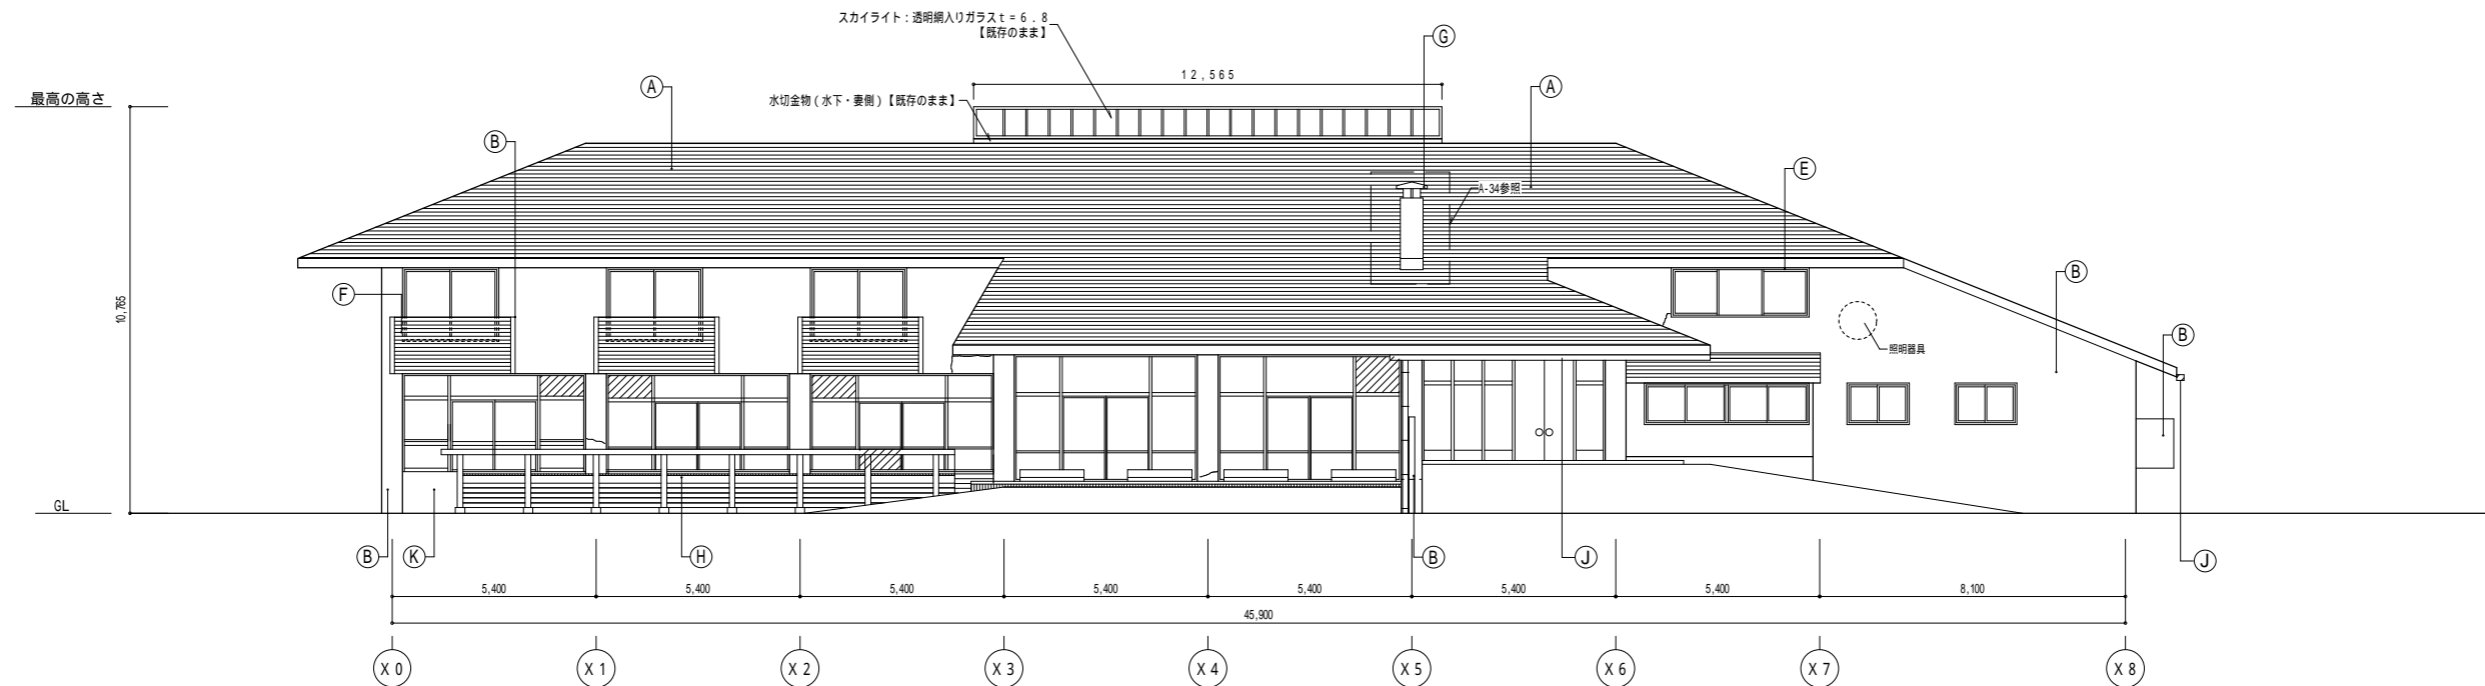 スカイライト：透明網入りガラスｔ＝６．８
【既存のまま】
G
12,565
A
A
最高の高さ
水切金物（水下・妻側）【既存のまま】
B
E
A-34参照
B
F
10,765
B
照明器具
GL
B
K
H
B
J
J
5,400
5,400
5,400
5,400
5,400
5,400
5,400
8,100
45,900
X0
X1
X2
X3
X4
X5
X6
X7
X8